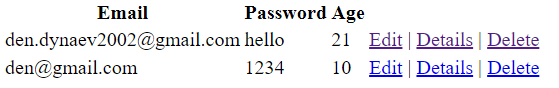 Email Password Age
den.dynaev2002@gmail.com hello 21 Edit | Details | Delete
den@gmail.com 1234 10 Edit | Details | Delete